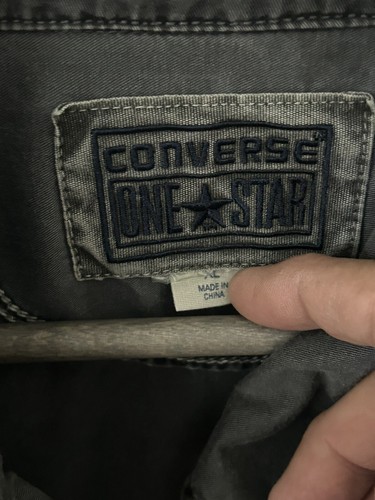 CONVERSE
ONE STAR
XL
MADE IN
CHINA